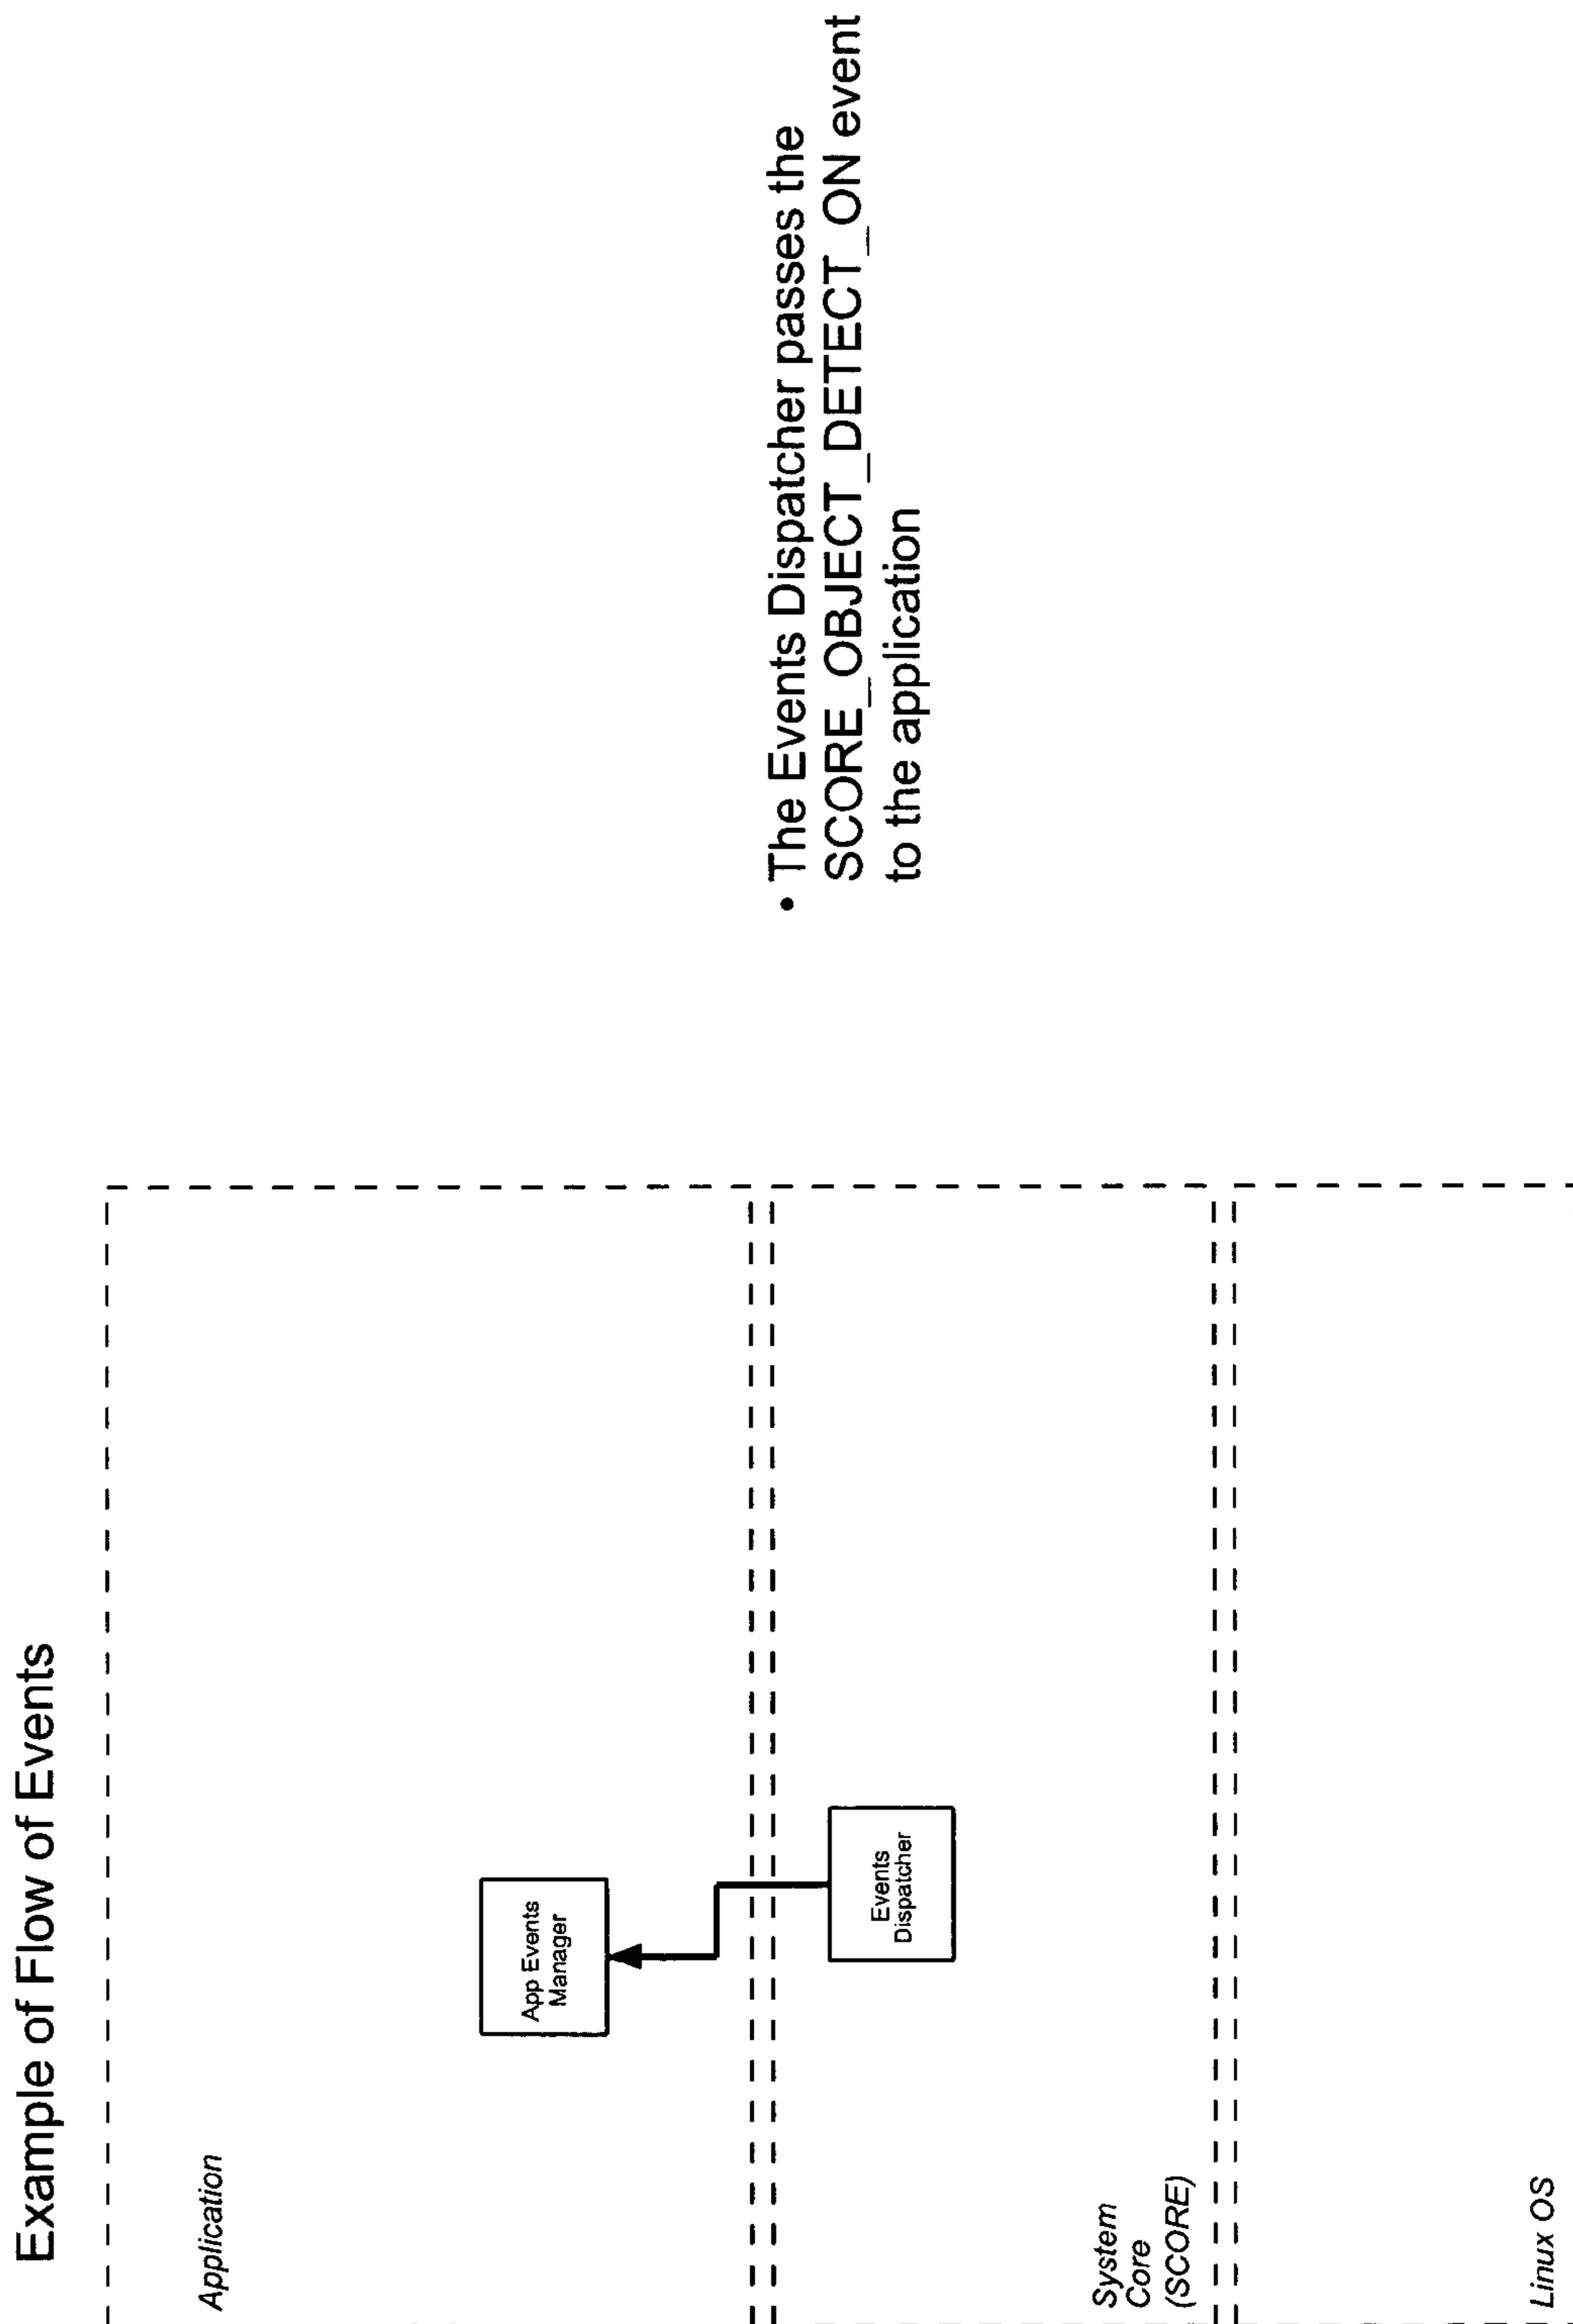 Example of Flow of Events
Application
App Events
Manager
Events
Dispatcher
System
Core
(SCORE)
Linux OS
• The Events Dispatcher passes the
SCORE_OBJECT_DETECT_ON event
to the application